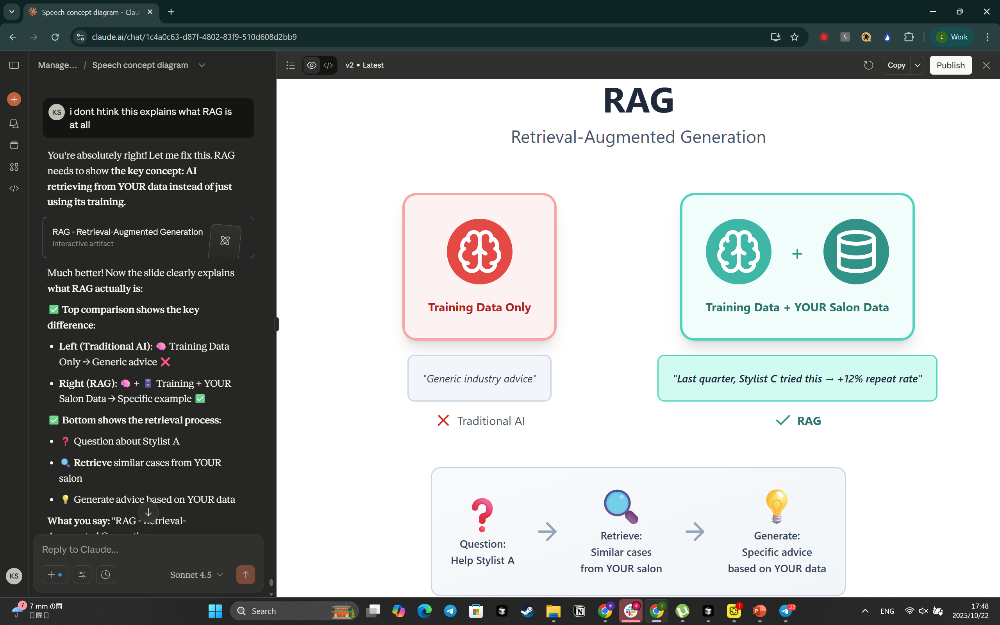 Speech concept diagram - Clau
claude.ai/chat/1c4a0c63-d87f-4802-83f9-510d608d2bb9
S
I
Work
Manage... / Speech concept diagram
v2 • Latest
Copy
Publish
KS
i dont htink this explains what RAG is
at all
You're absolutely right! Let me fix this. RAG
needs to show the key concept: AI
retrieving from YOUR data instead of just
using its training.
RAG - Retrieval-Augmented Generation
Interactive artifact
Much better! Now the slide clearly explains
what RAG actually is:
✅ Top comparison shows the key
difference:
• Left (Traditional AI): 🧠 Training Data
Only → Generic advice ❌
• Right (RAG): 🧠 + 🗄️ Training + YOUR
Salon Data → Specific example ✅
✅ Bottom shows the retrieval process:
• ❓ Question about Stylist A
• 🔍 Retrieve similar cases from YOUR
salon
• 💡 Generate advice based on YOUR data
What you say: "RAG - Retrieval-
Reply to Claude...
Sonnet 4.5
KS
RAG
Retrieval-Augmented Generation
Training Data Only
+
Training Data + YOUR Salon Data
"Generic industry advice"
"Last quarter, Stylist C tried this → +12% repeat rate"
Traditional AI
RAG
Question:
Help Stylist A
Retrieve:
Similar cases
from YOUR salon
Generate:
Specific advice
based on YOUR data
7
7 mm の雨
日曜日
Search
27
ENG
17:48
2025/10/22